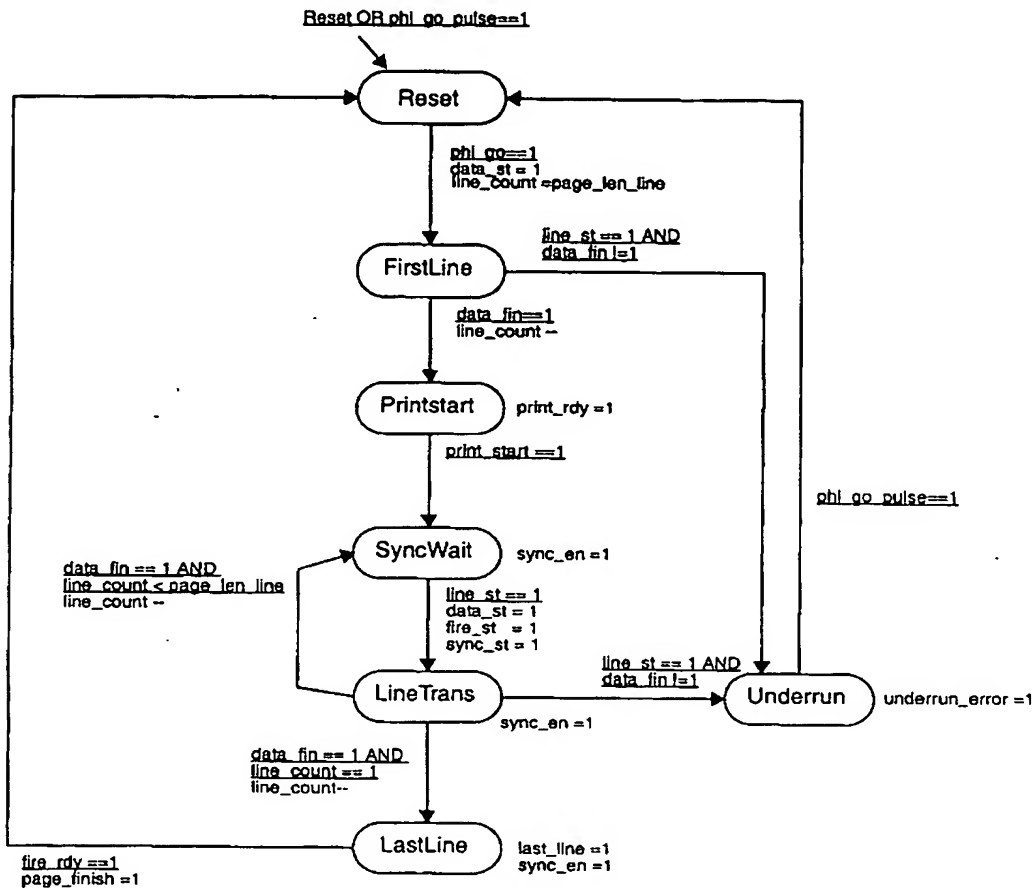 Reset OR phi_go_pulse==1
Reset
phi_go==1
data_st = 1
line_count =page_len_line
line_st == 1 AND
data_fin !=1
FirstLine
data_fin==1
line_count --
Printstart
print_rdy =1
print_start ==1
phi_go_pulse==1
SyncWait
sync_en =1
data_fin == 1 AND
line_count < page_len_line
line_count --
line_st == 1
data_st = 1
fire_st = 1
sync_st = 1
line_st == 1 AND
data_fin !=1
LineTrans
sync_en =1
Underrun
underrun_error =1
data_fin == 1 AND
line_count == 1
line_count--
LastLine
last_line =1
sync_en =1
fire_rdy ==1
page_finish =1